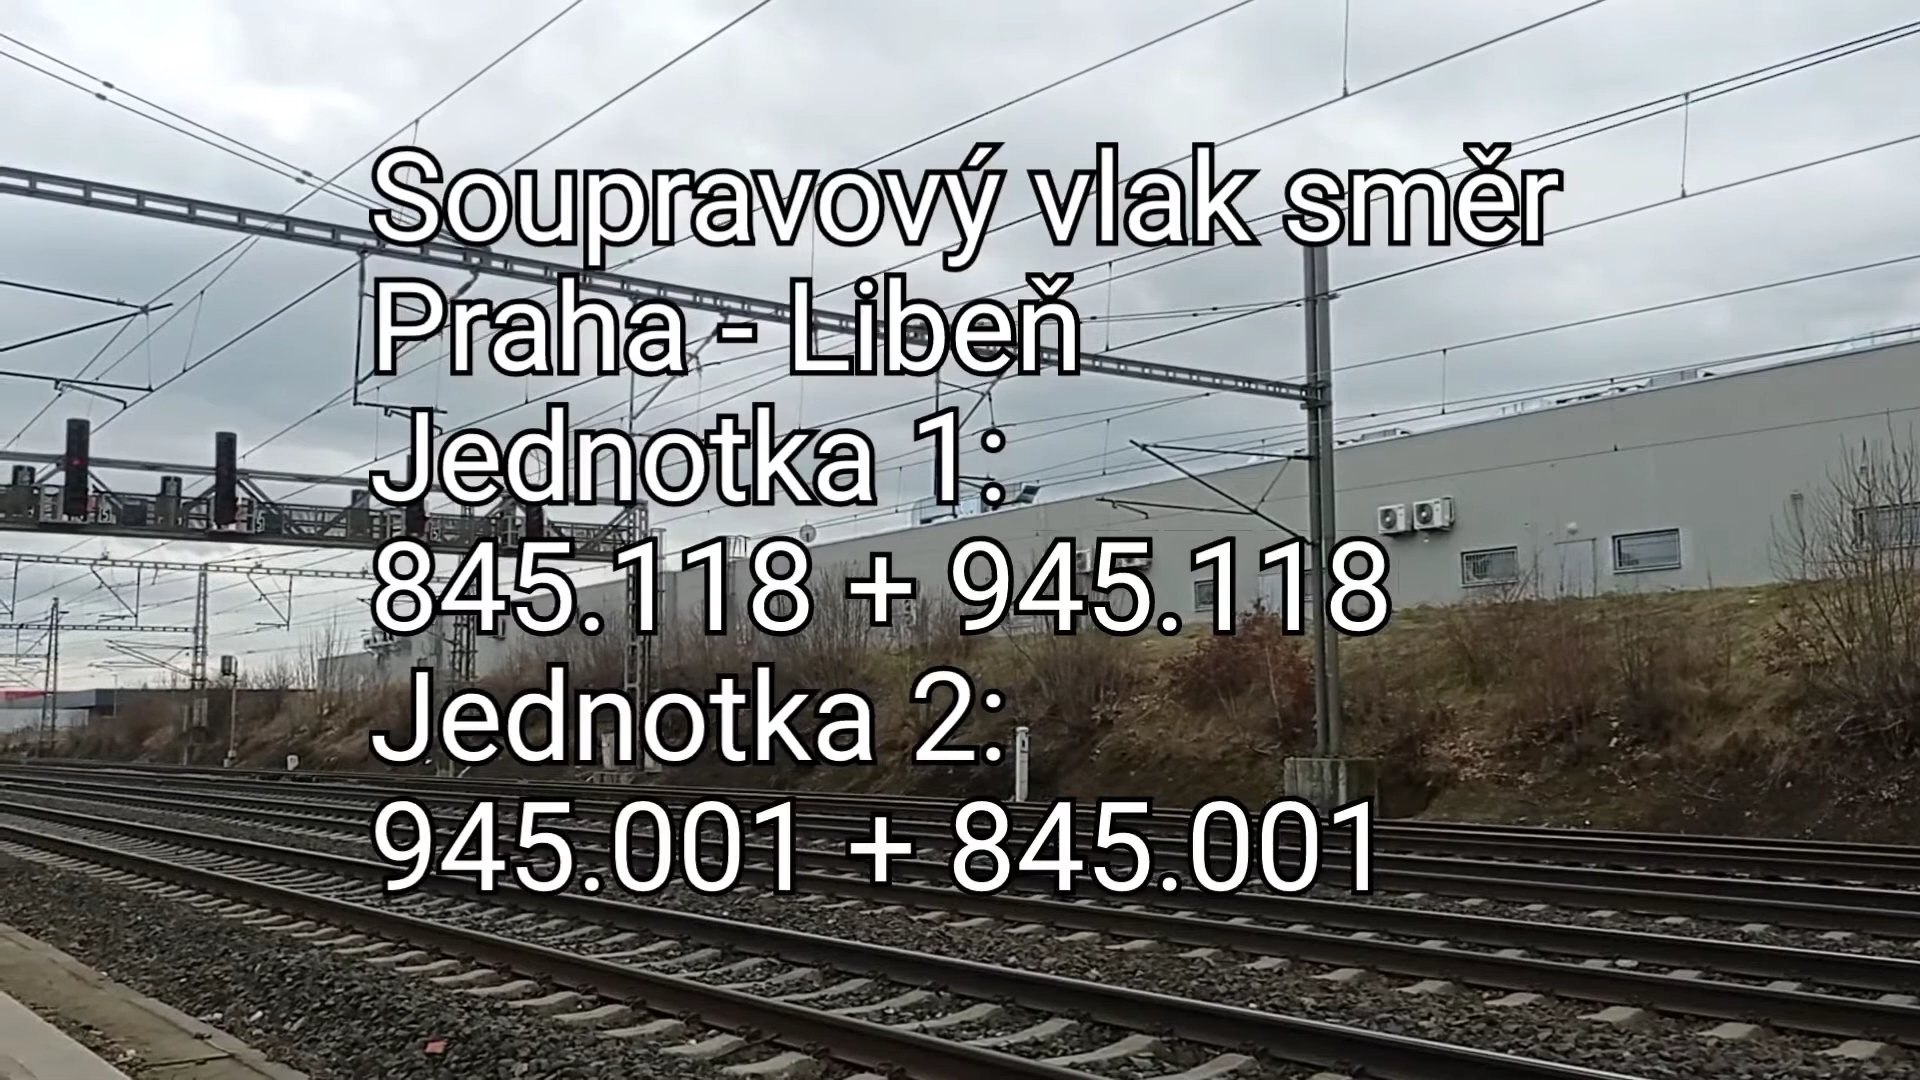 Soupravový vlak směr
Praha - Libeň
Jednotka 1:
845.118 + 945.118
Jednotka 2:
945.001 + 845.001